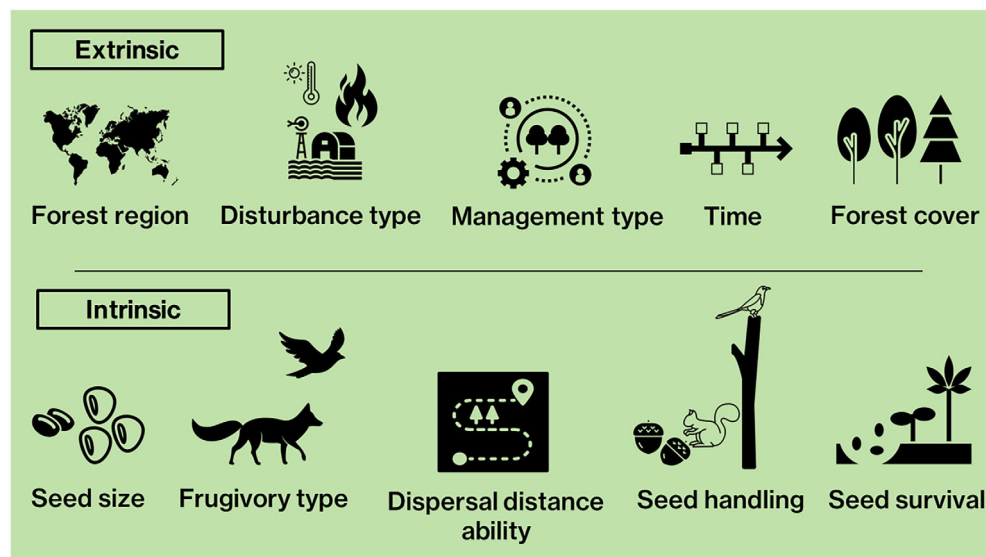 Extrinsic
Forest region
Disturbance type
Management type
Time
Forest cover
Intrinsic
Seed size
Frugivory type
Dispersal distance
ability
Seed handling
Seed survival